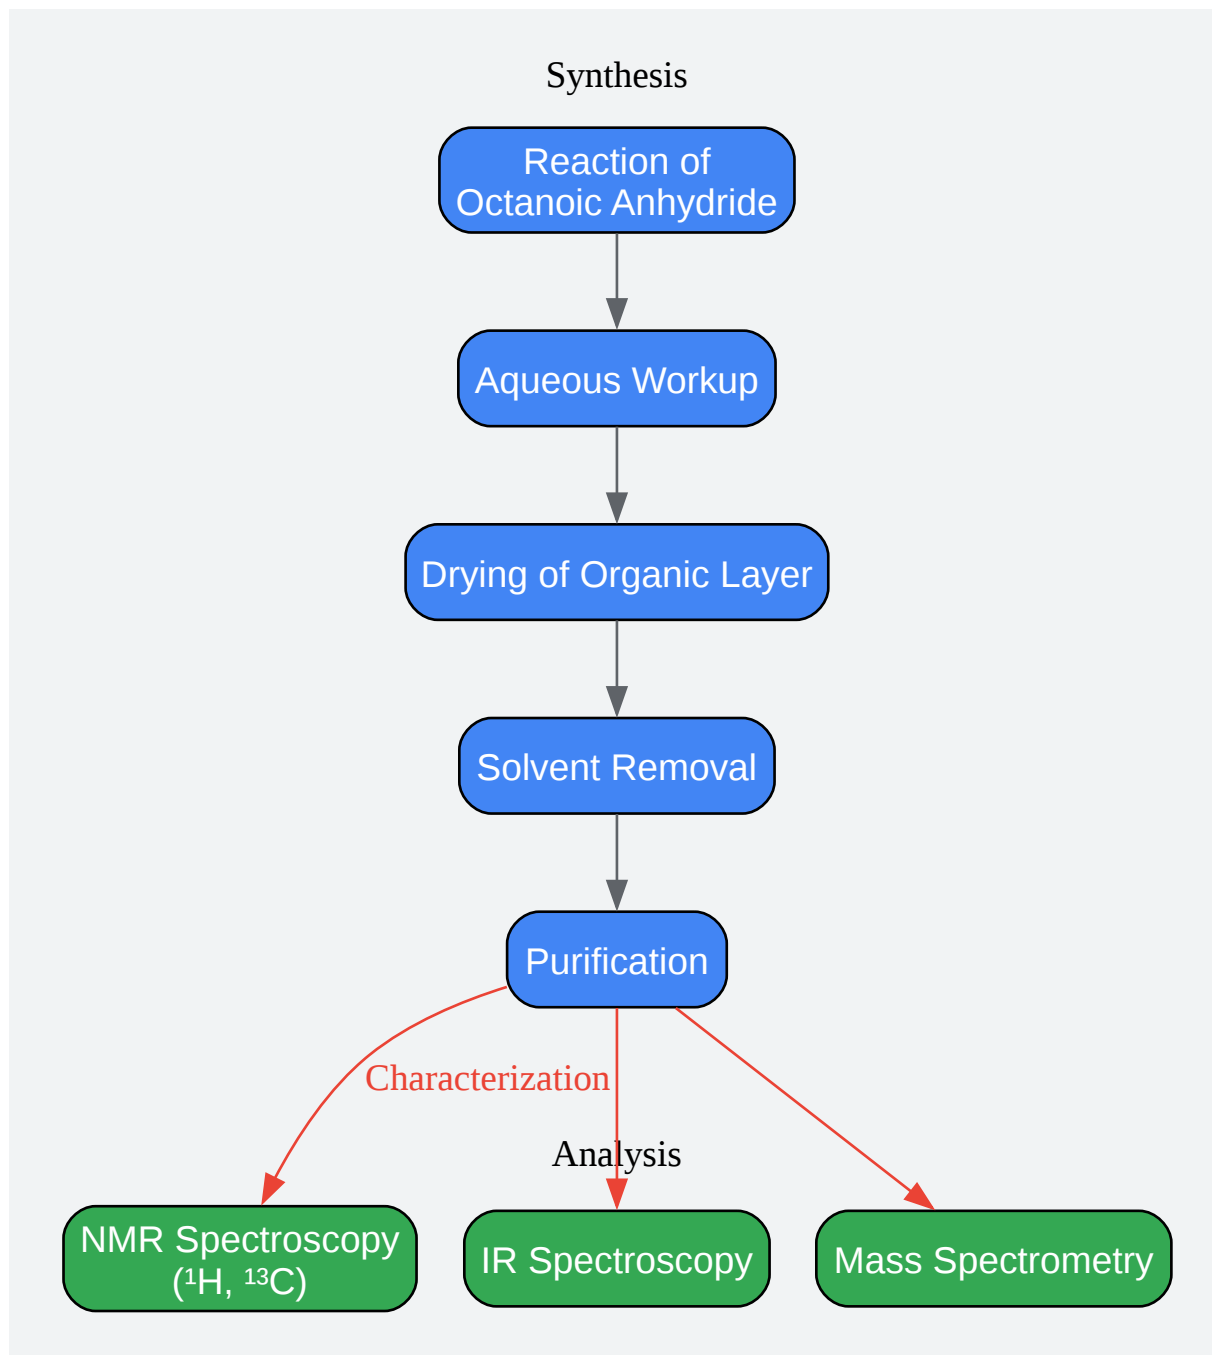 Synthesis
Reaction of
Octanoic Anhydride
Aqueous Workup
Drying of Organic Layer
Solvent Removal
Purification
Characterization
Analysis
NMR Spectroscopy
(¹H, ¹³C)
IR Spectroscopy
Mass Spectrometry